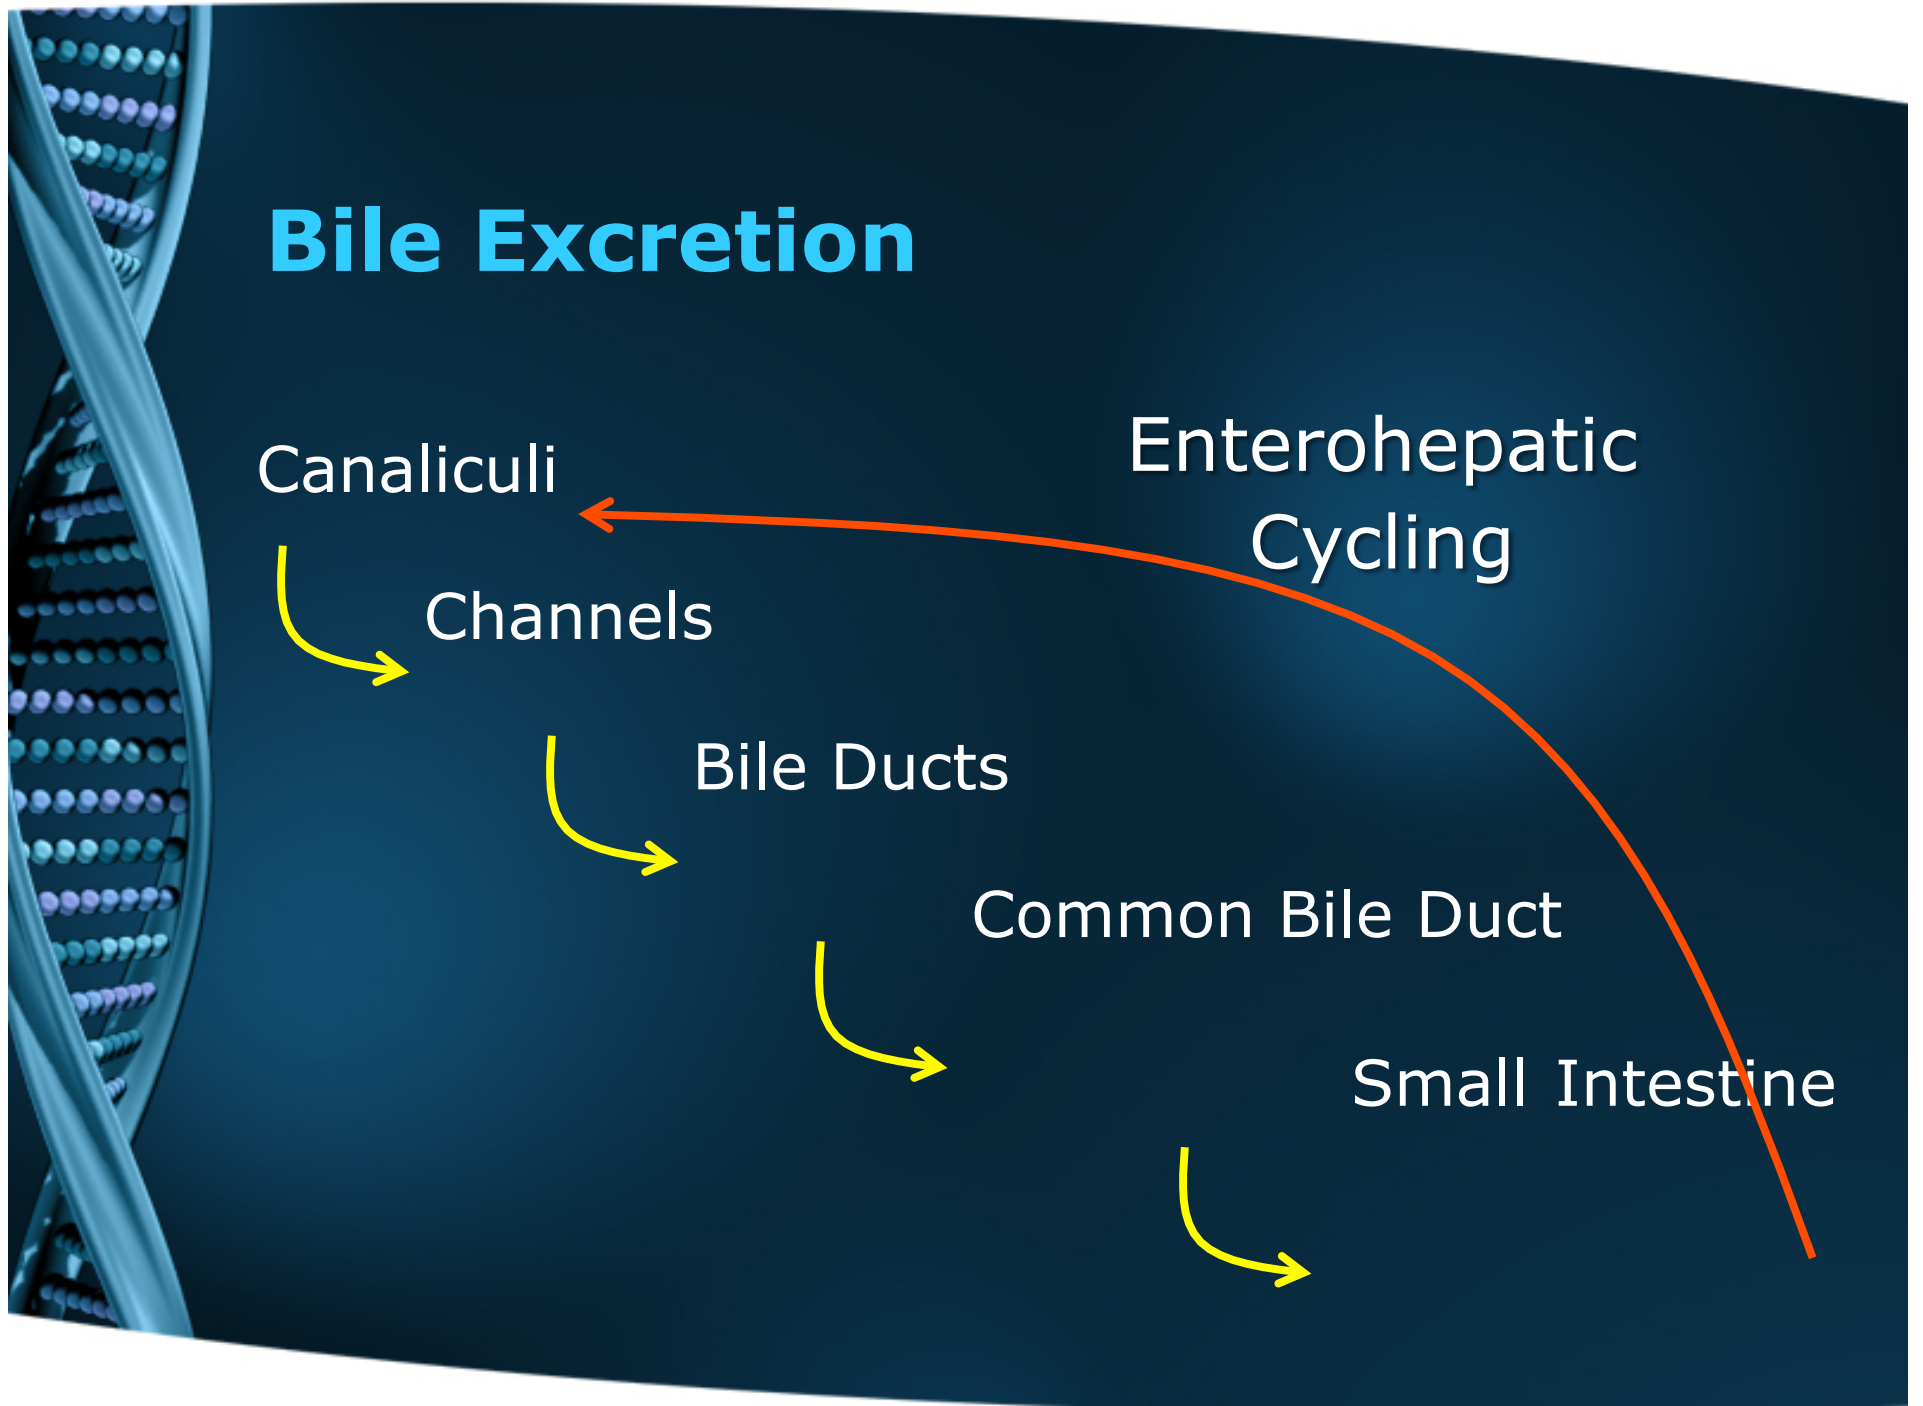 Bile Excretion
Canaliculi
Enterohepatic
Cycling
Channels
Bile Ducts
Common Bile Duct
Small Intestine